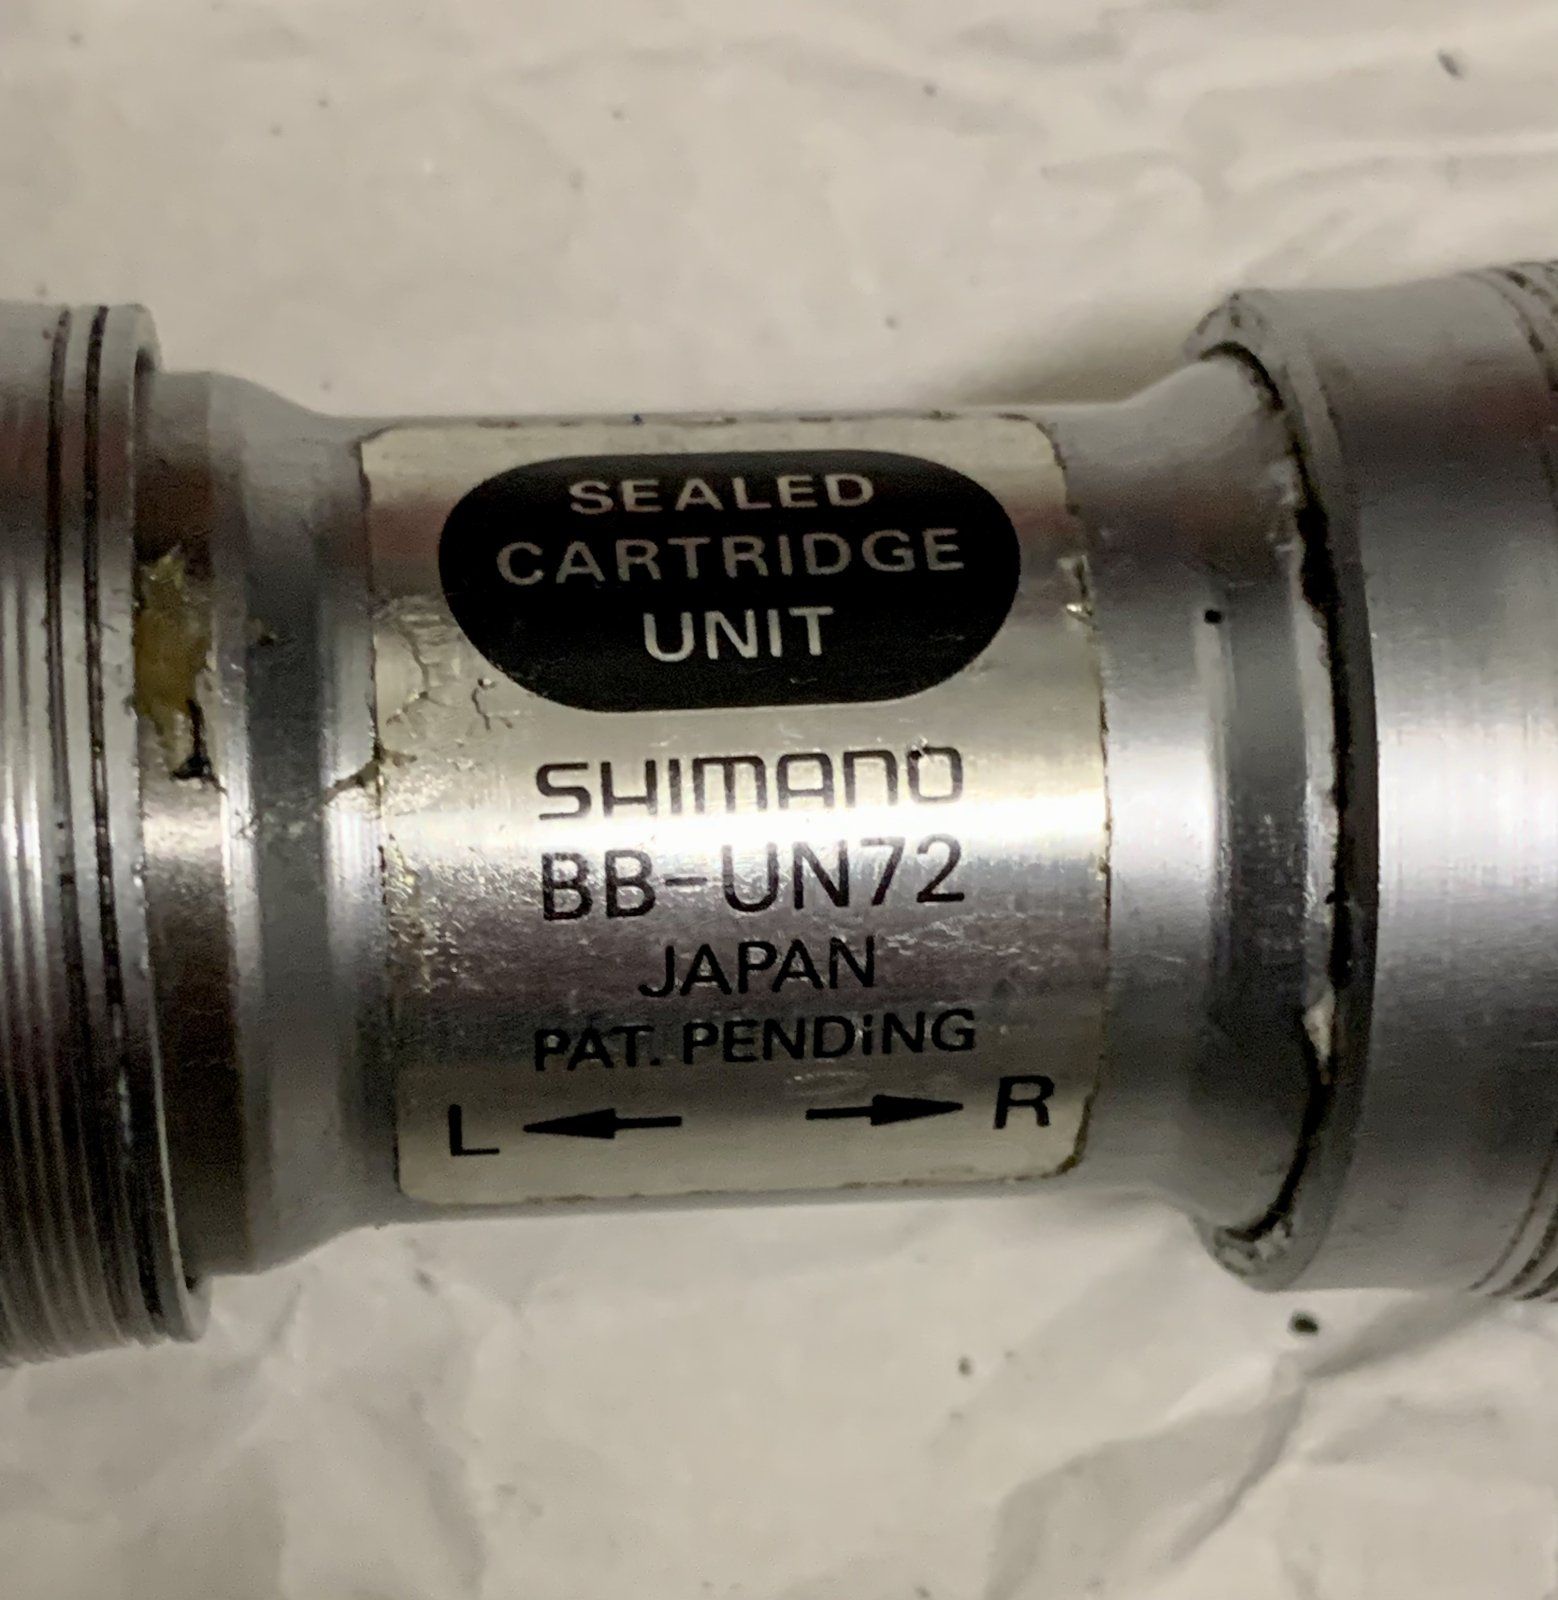 SEALED
CARTRIDGE
UNIT
SHIMANO
BB-UN72
JAPAN
PAT. PENDiNG
L R